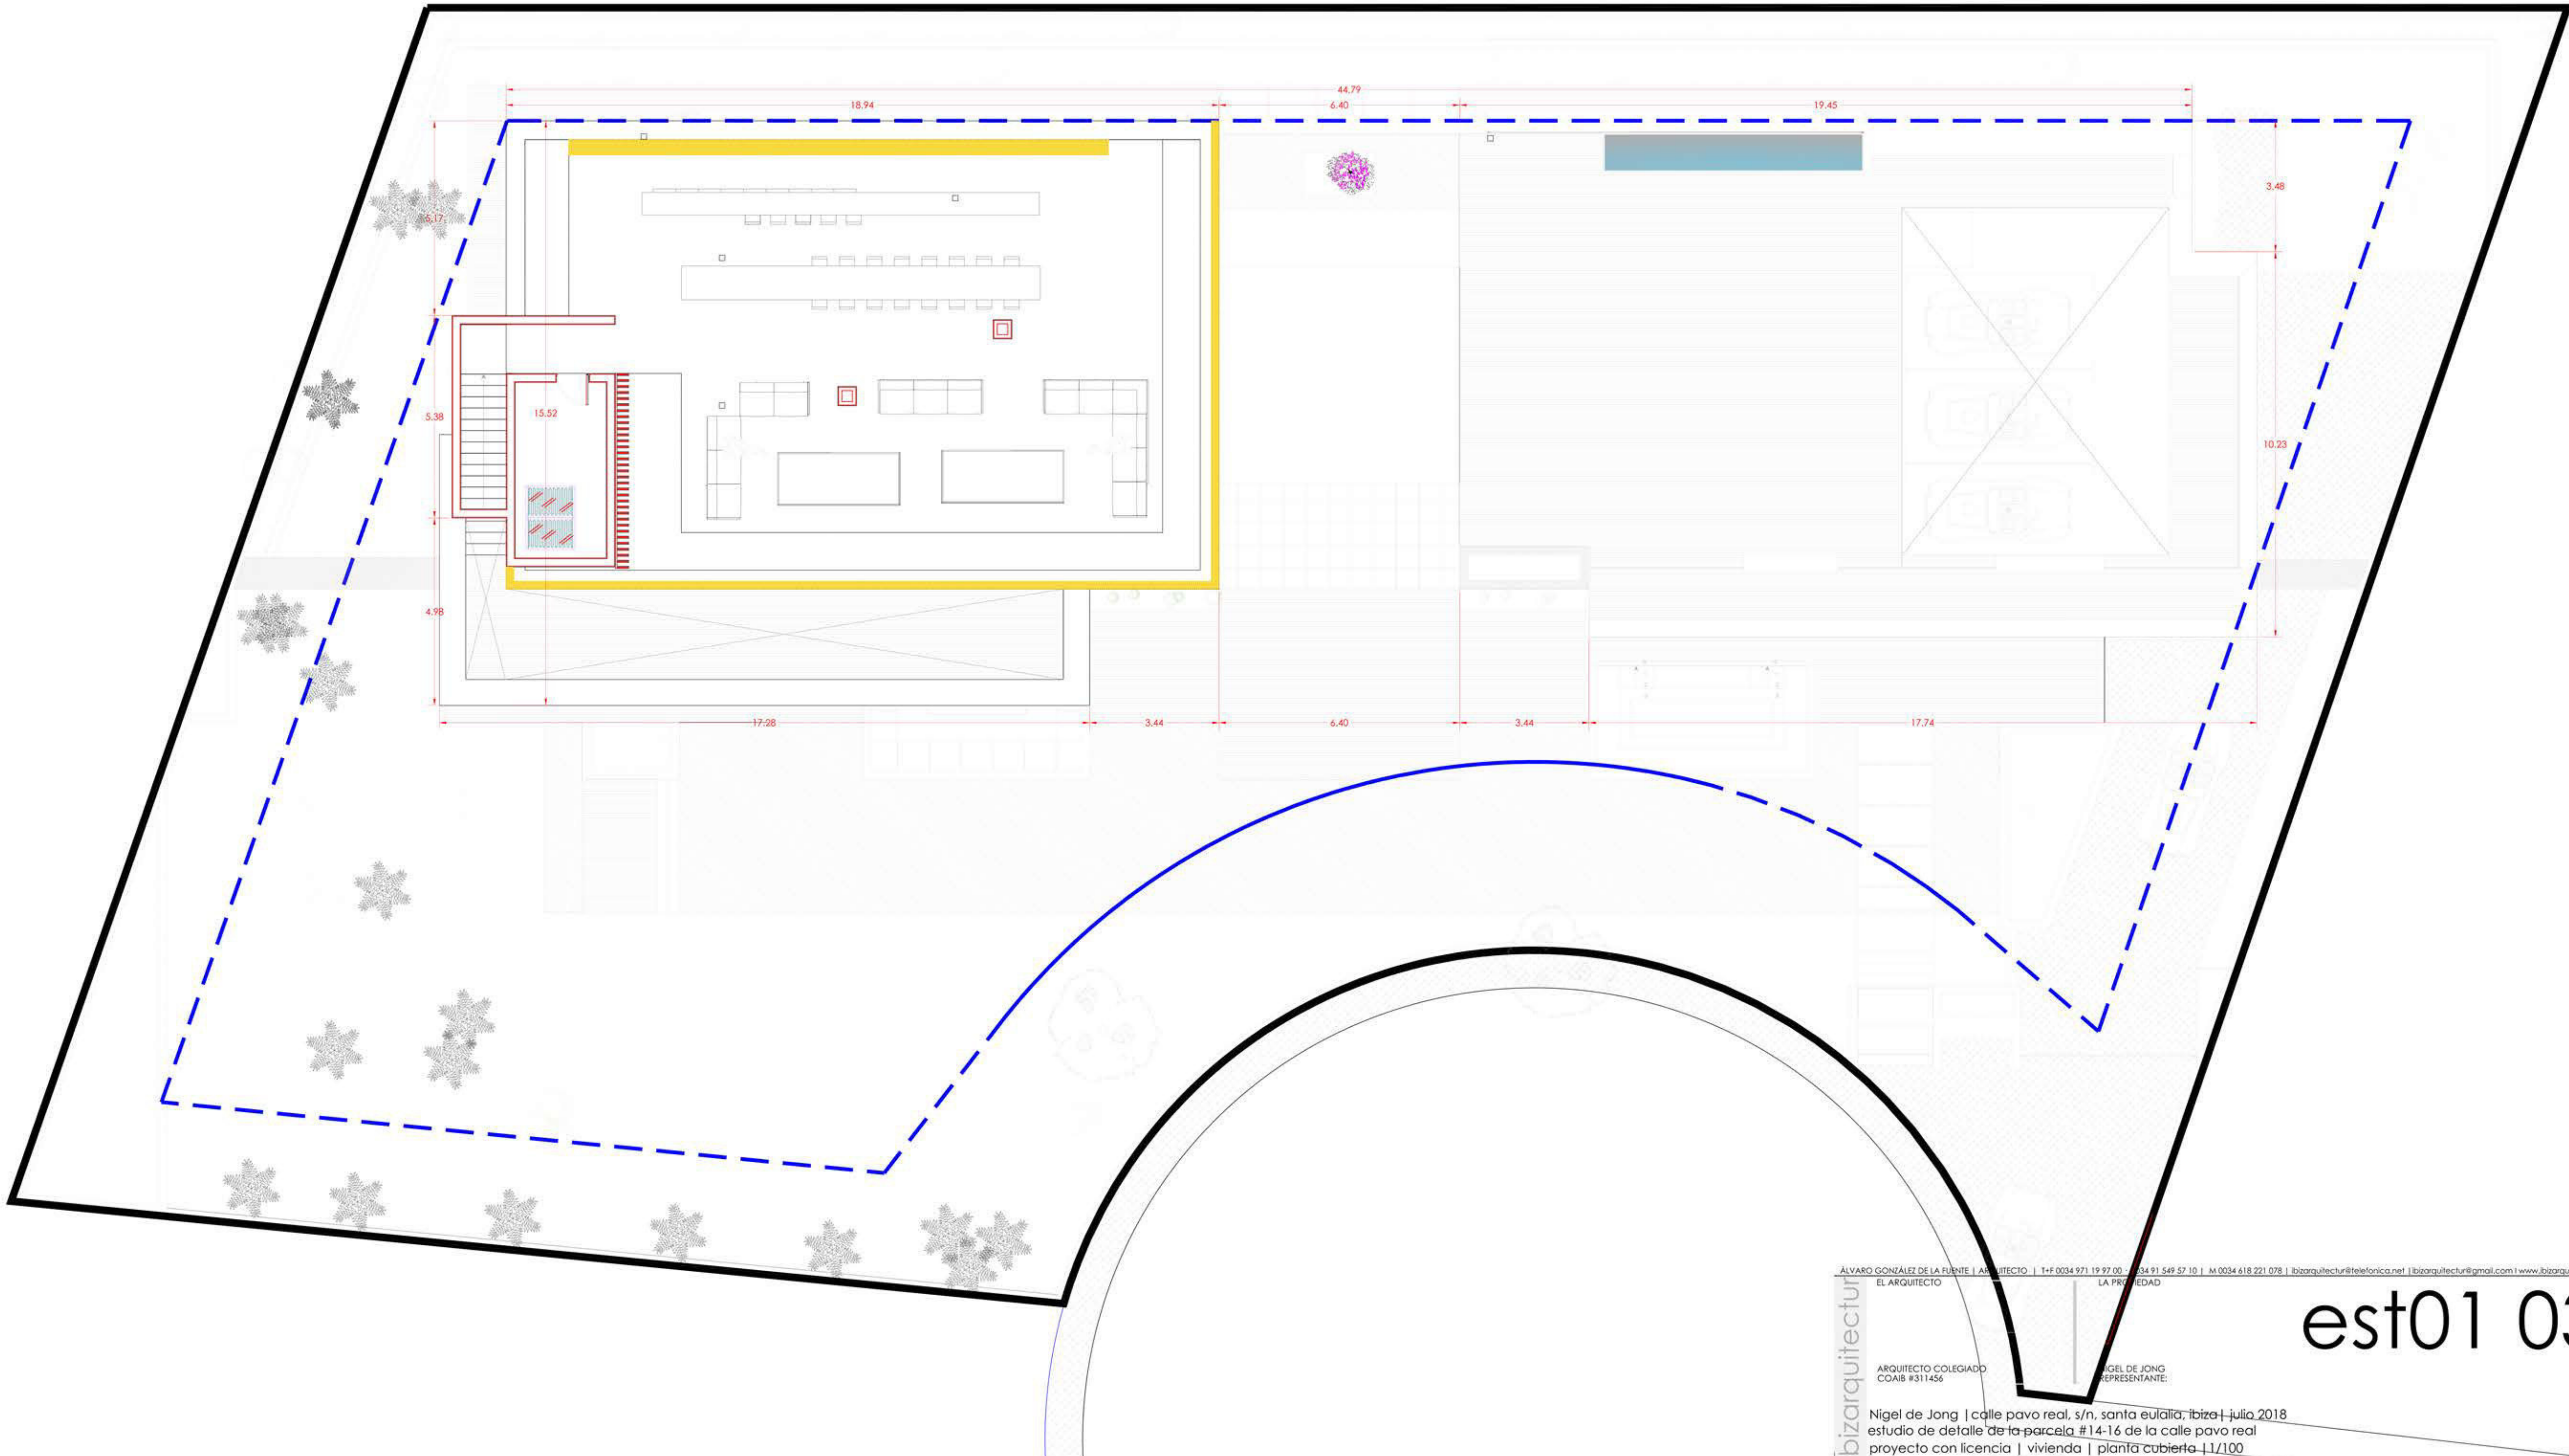 44.79
18.94
6.40
19.45
3.48
5.17
5.38
15.52
10.23
4.98
17.28
3.44
6.40
3.44
17.74
ÁLVARO GONZÁLEZ DE LA FUENTE | ARQUITECTO | T+F 0034 971 19 97 00 - 0034 91 549 57 10 | M 0034 618 221 078 | ibizarquitectur@telefonica.net | ibizarquitectur@gmail.com | www.ibizarqu
EL ARQUITECTO
LA PROPIEDAD
est01 03
ibizarquitectur
ARQUITECTO COLEGIADO
COAIB #311456
NIGEL DE JONG
REPRESENTANTE:
Nigel de Jong | calle pavo real, s/n, santa eulalia, ibiza | julio 2018
estudio de detalle de la parcela #14-16 de la calle pavo real
proyecto con licencia | vivienda | planta cubierta | 1/100